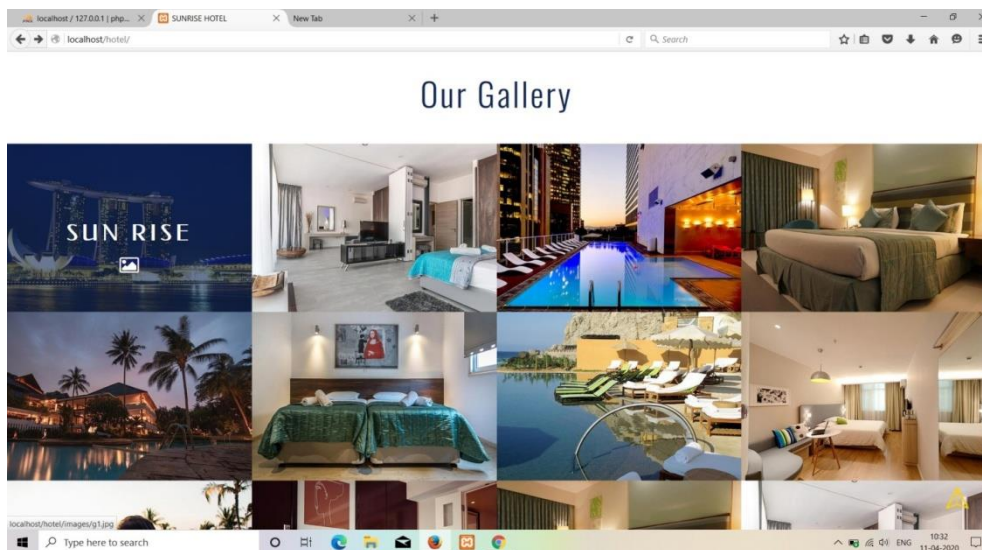 localhost / 127.0.0.1 | php...
SUNRISE HOTEL
New Tab
localhost/hotel/
Search
Our Gallery
SUN RISE
localhost/hotel/images/g1.jpg
Type here to search
ENG
10:32
11-04-2020